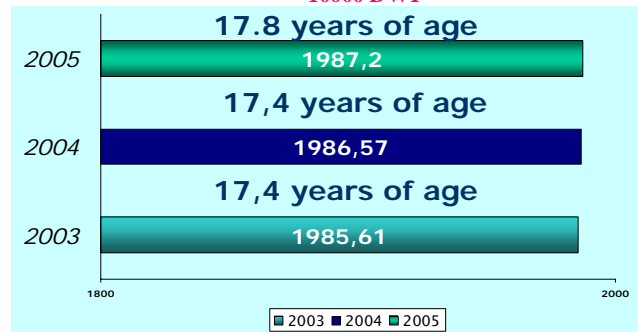 17.8 years of age
2005 1987,2
17,4 years of age
2004 1986,57
17,4 years of age
2003 1985,61
1800 2000
2003 2004 2005